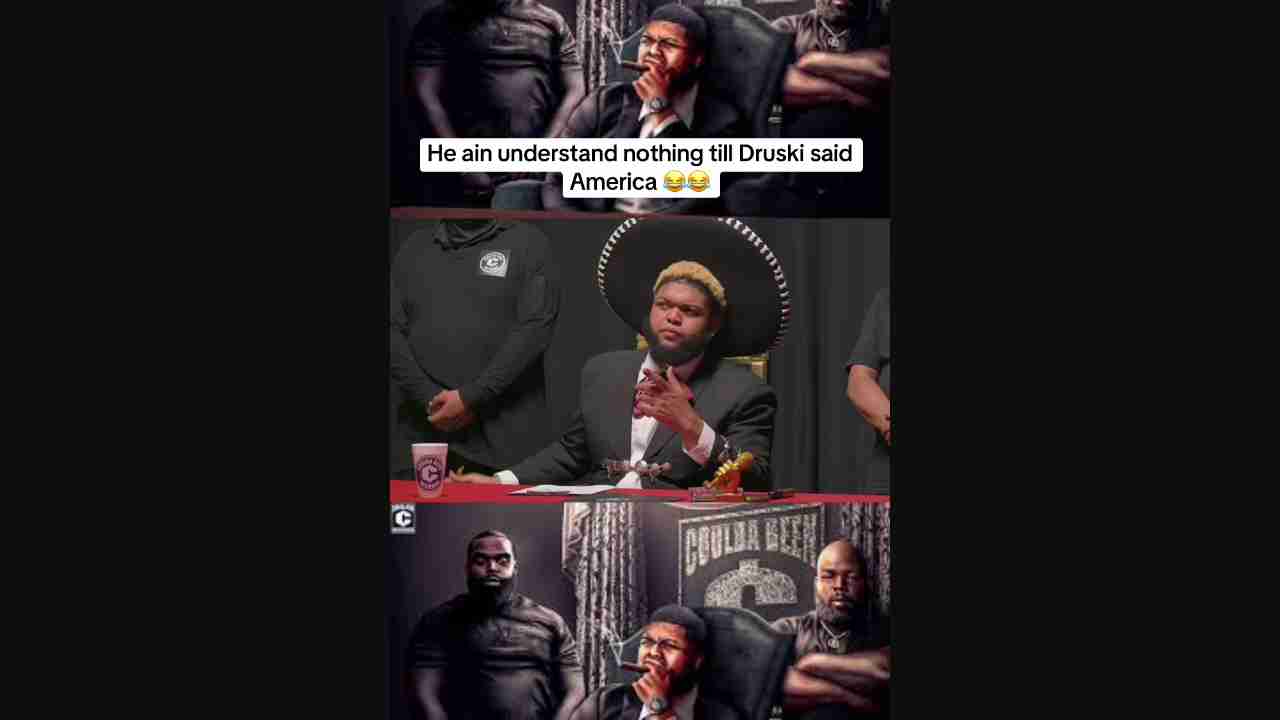 He ain understand nothing till Druski said
America 😂😂
COULDA BEEN